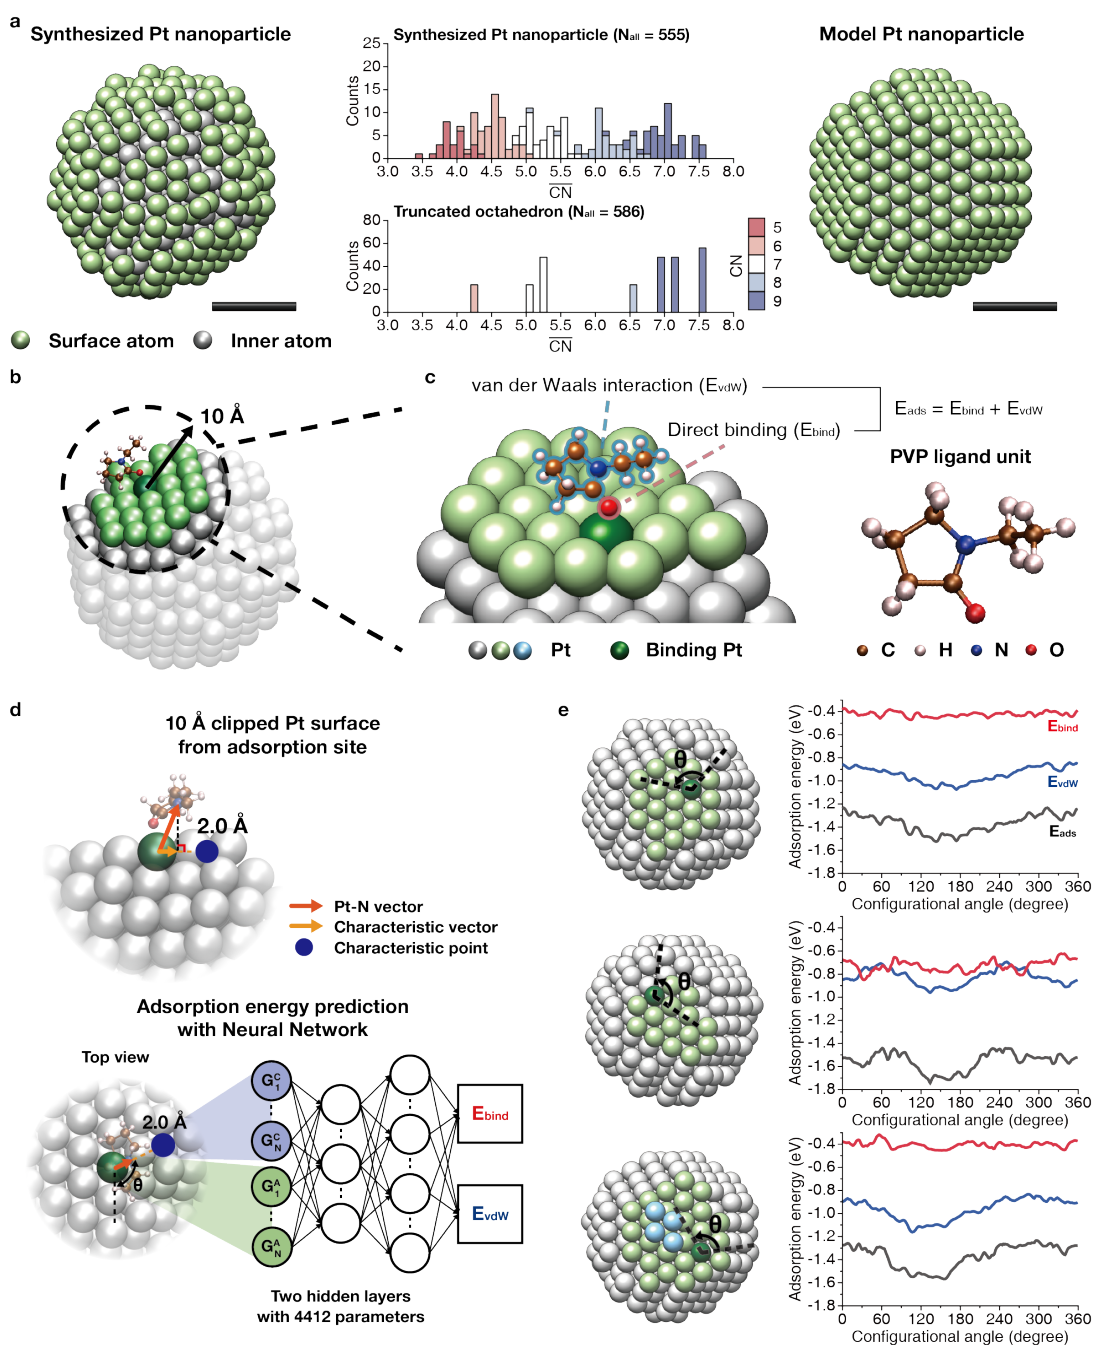 a
Synthesized Pt nanoparticle
Synthesized Pt nanoparticle (Nall = 555)
Model Pt nanoparticle
Counts
25
20
15
10
5
0
3.0 3.5 4.0 4.5 5.0 5.5 6.0 6.5 7.0 7.5 8.0
CN
Truncated octahedron (Nall = 586)
Counts
80
60
40
20
0
3.0 3.5 4.0 4.5 5.0 5.5 6.0 6.5 7.0 7.5 8.0
CN
CN
5
6
7
8
9
Surface atom
Inner atom
b
10 Å
c
van der Waals interaction (EvdW)
Direct binding (Ebind)
Eads = Ebind + EvdW
PVP ligand unit
Pt
Binding Pt
C
H
N
O
d
10 Å clipped Pt surface
from adsorption site
2.0 Å
Pt-N vector
Characteristic vector
Characteristic point
Adsorption energy prediction
with Neural Network
Top view
2.0 Å
θ
G1C
GNC
G1A
GNA
Ebind
EvdW
Two hidden layers
with 4412 parameters
e
θ
Adsorption energy (eV)
-0.4
-0.6
-0.8
-1.0
-1.2
-1.4
-1.6
-1.8
Ebind
EvdW
Eads
0 60 120 180 240 300 360
Configurational angle (degree)
θ
Adsorption energy (eV)
-0.4
-0.6
-0.8
-1.0
-1.2
-1.4
-1.6
-1.8
0 60 120 180 240 300 360
Configurational angle (degree)
θ
Adsorption energy (eV)
-0.4
-0.6
-0.8
-1.0
-1.2
-1.4
-1.6
-1.8
0 60 120 180 240 300 360
Configurational angle (degree)